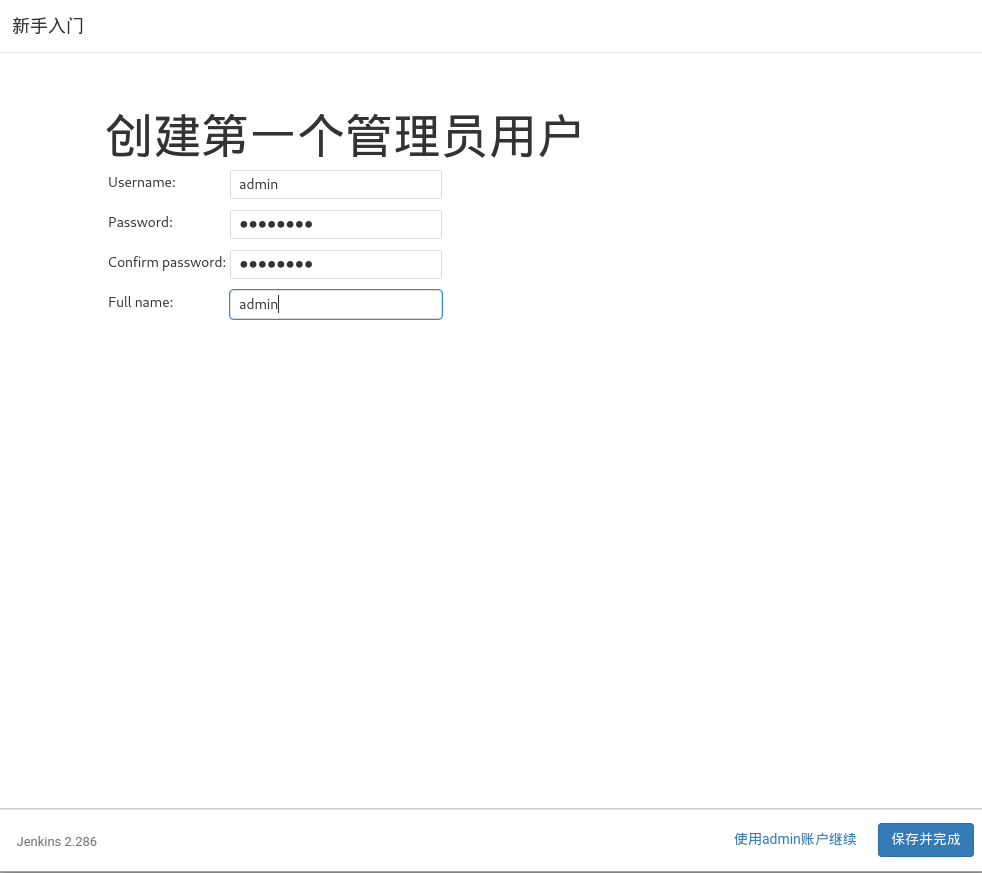 新手入门
创建第一个管理员用户
Username: admin
Password: ●●●●●●●●
Confirm password: ●●●●●●●●
Full name: admin
Jenkins 2.286 使用admin账户继续 保存并完成